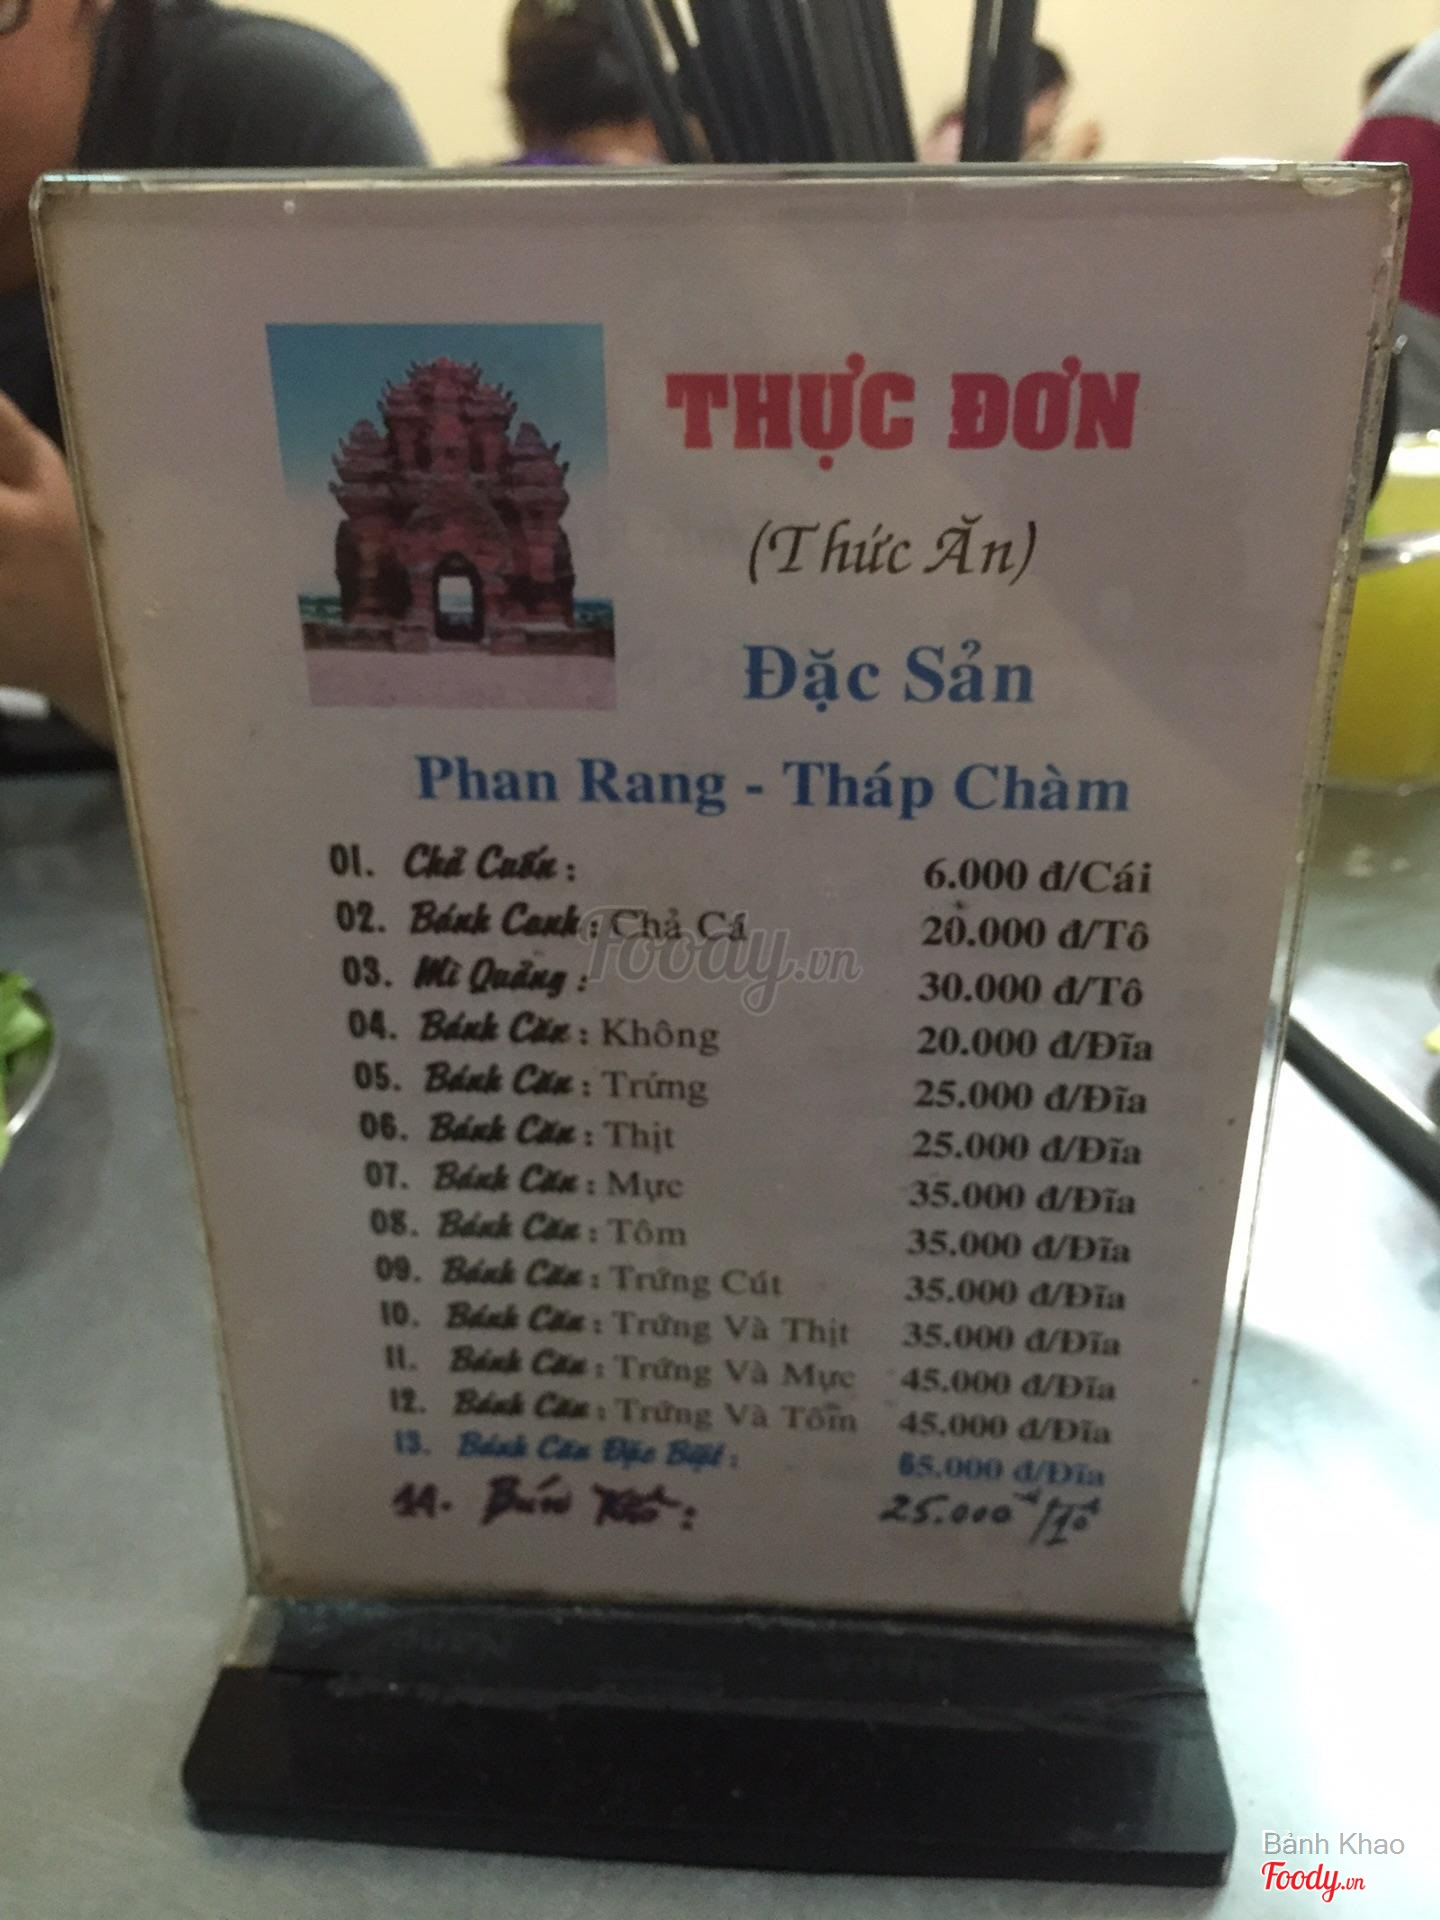 THỰC ĐƠN
(Thức Ăn)
Đặc Sản
Phan Rang - Tháp Chàm
01. Chả Cuốn : 6.000 đ/Cái
02. Bánh Canh : Chả Cá 20.000 đ/Tô
03. Mì Quảng : 30.000 đ/Tô
04. Bánh Căn : Không 20.000 đ/Đĩa
05. Bánh Căn : Trứng 25.000 đ/Đĩa
06. Bánh Căn : Thịt 25.000 đ/Đĩa
07. Bánh Căn : Mực 35.000 đ/Đĩa
08. Bánh Căn : Tôm 35.000 đ/Đĩa
09. Bánh Căn : Trứng Cút 35.000 đ/Đĩa
10. Bánh Căn : Trứng Và Thịt 35.000 đ/Đĩa
11. Bánh Căn : Trứng Và Mực 45.000 đ/Đĩa
12. Bánh Căn : Trứng Và Tôm 45.000 đ/Đĩa
13. Bánh Căn Đặc Biệt : 65.000 đ/Đĩa
14. Bún : 25.000 đ/Tô
Foody.vn
Bảnh Khao
Foody.vn